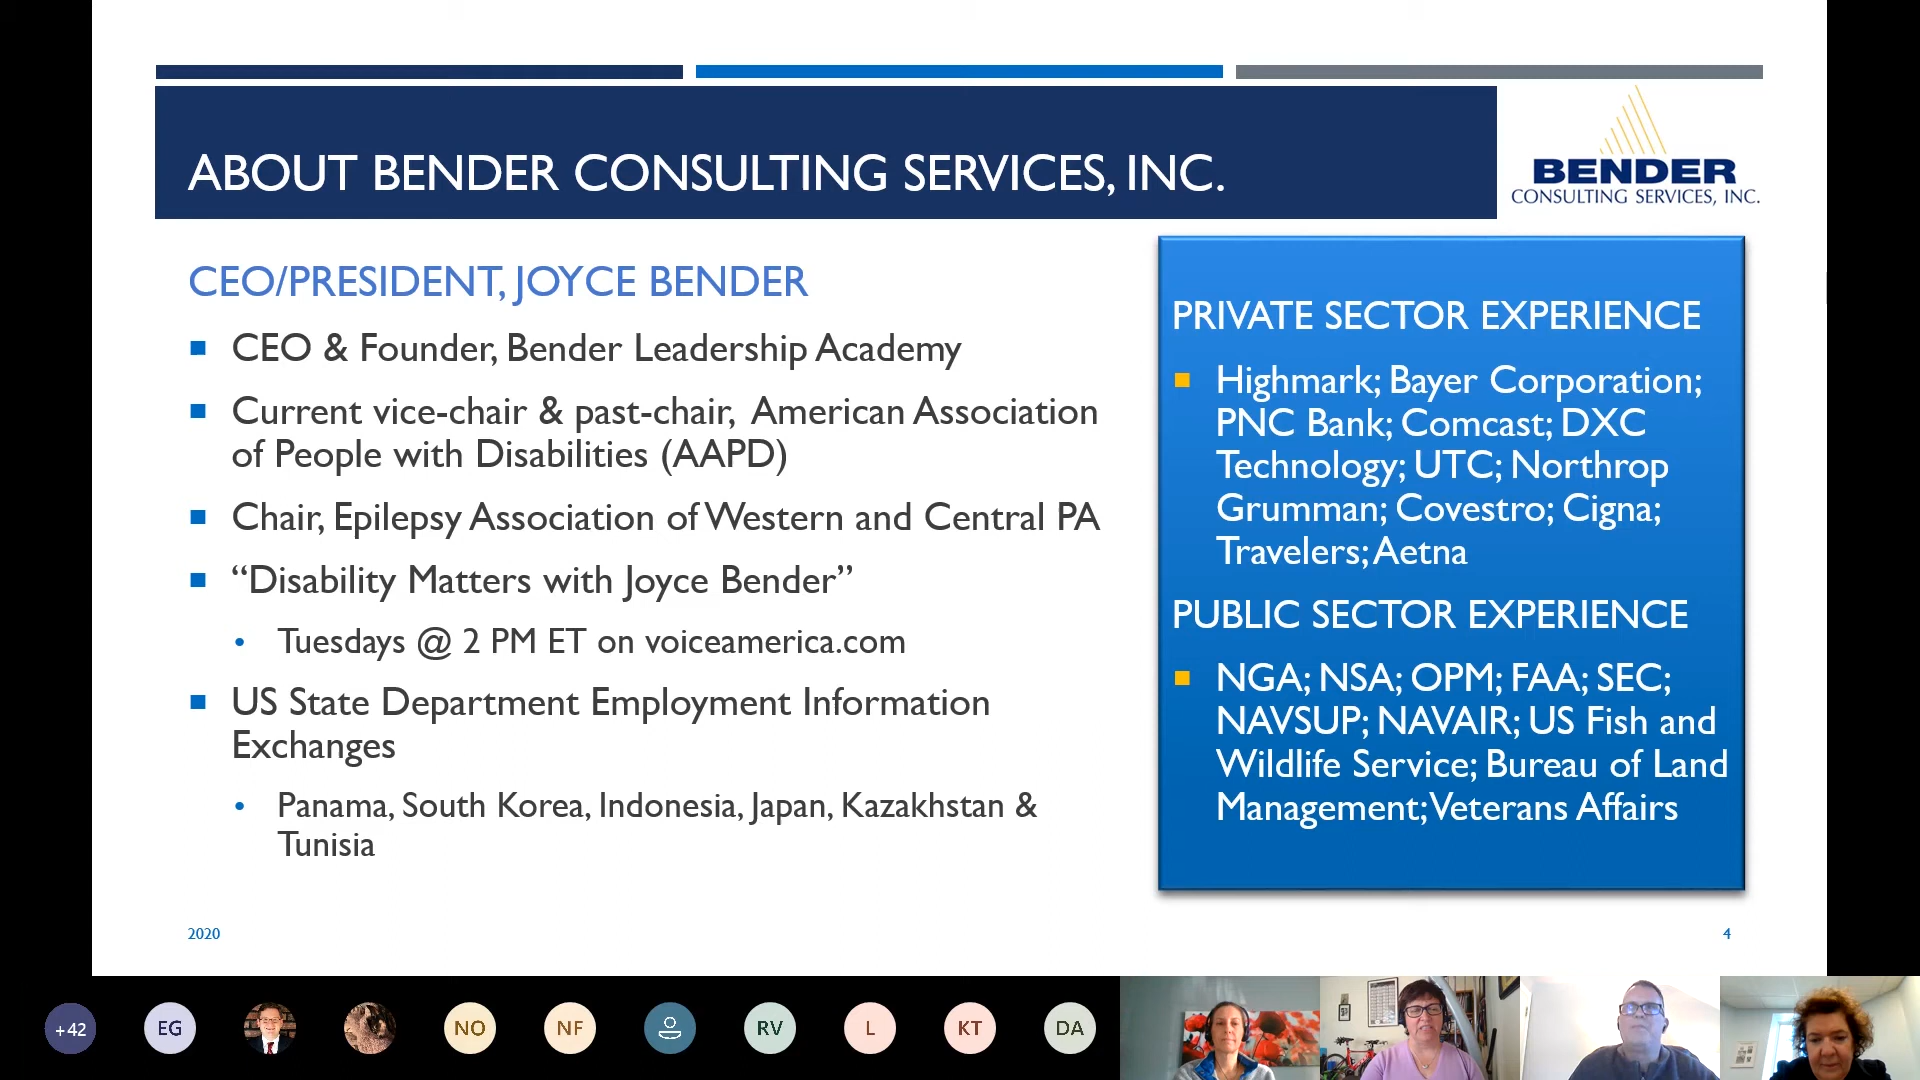 ABOUT BENDER CONSULTING SERVICES, INC.
BENDER
CONSULTING SERVICES, INC.
CEO/PRESIDENT, JOYCE BENDER
CEO & Founder, Bender Leadership Academy
Current vice-chair & past-chair, American Association
of People with Disabilities (AAPD)
Chair, Epilepsy Association of Western and Central PA
“Disability Matters with Joyce Bender”
Tuesdays @ 2 PM ET on voiceamerica.com
US State Department Employment Information
Exchanges
Panama, South Korea, Indonesia, Japan, Kazakhstan &
Tunisia
PRIVATE SECTOR EXPERIENCE
Highmark; Bayer Corporation;
PNC Bank; Comcast; DXC
Technology; UTC; Northrop
Grumman; Covestro; Cigna;
Travelers; Aetna
PUBLIC SECTOR EXPERIENCE
NGA; NSA; OPM; FAA; SEC;
NAVSUP; NAVAIR; US Fish and
Wildlife Service; Bureau of Land
Management; Veterans Affairs
2020
4
+42
EG
NO
NF
RV
L
KT
DA